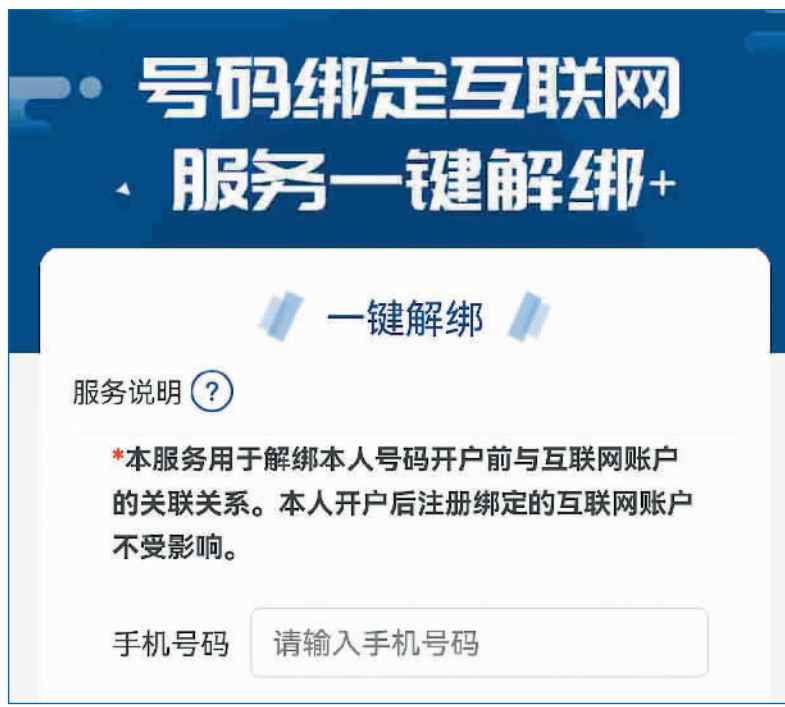 号码绑定互联网
服务一键解绑+
一键解绑
服务说明 ?
*本服务用于解绑本人号码开户前与互联网账户
的关联关系。本人开户后注册绑定的互联网账户
不受影响。
手机号码 请输入手机号码